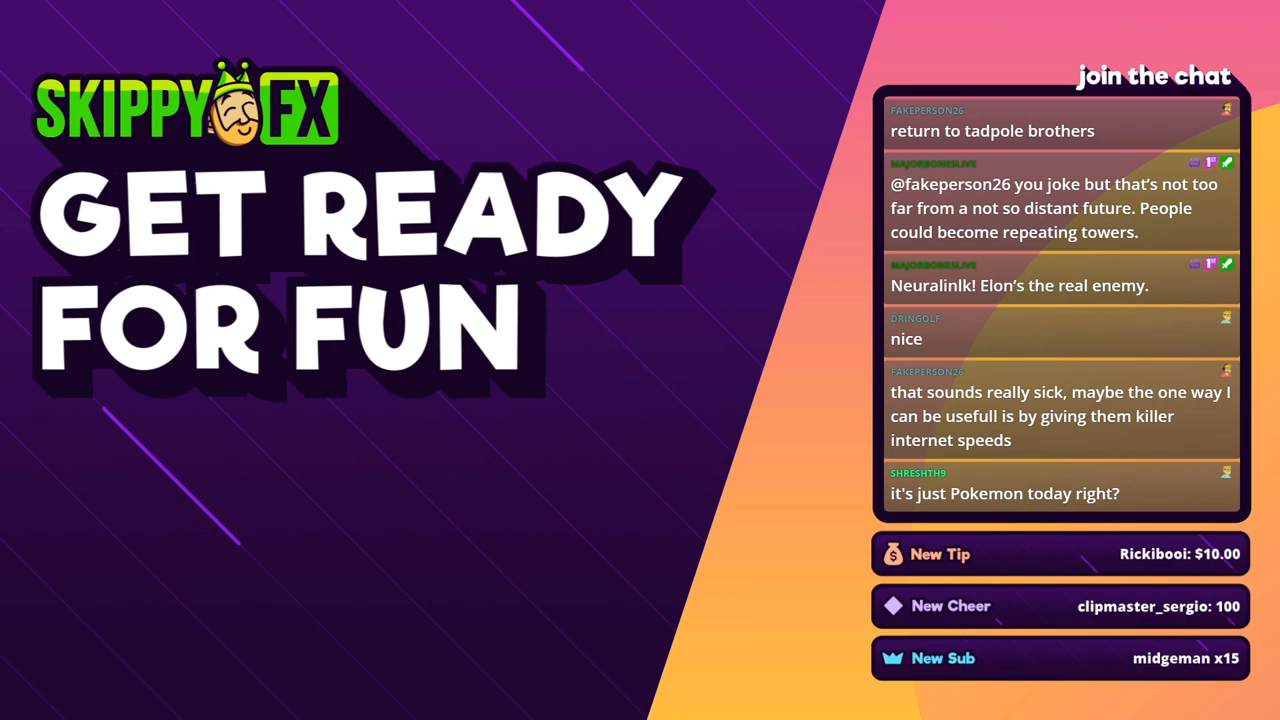 SKIPPY FX
GET READY
FOR FUN
join the chat
FAKEPERSON26
return to tadpole brothers
MAJORBONESLIVE
@fakeperson26 you joke but that’s not too
far from a not so distant future. People
could become repeating towers.
MAJORBONESLIVE
Neuralinlk! Elon’s the real enemy.
DRINGOLF
nice
FAKEPERSON26
that sounds really sick, maybe the one way I
can be usefull is by giving them killer
internet speeds
SHRESHTH9
it's just Pokemon today right?
New Tip Rickibooi: $10.00
New Cheer clipmaster_sergio: 100
New Sub midgeman x15